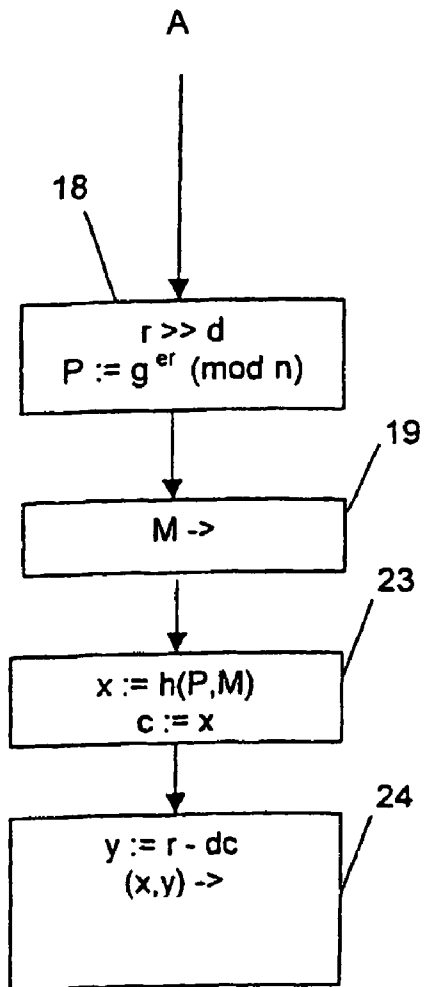 A
18
r >> d
P := g^er (mod n)
19
M ->
23
x := h(P,M)
c := x
24
y := r - dc
(x,y) ->